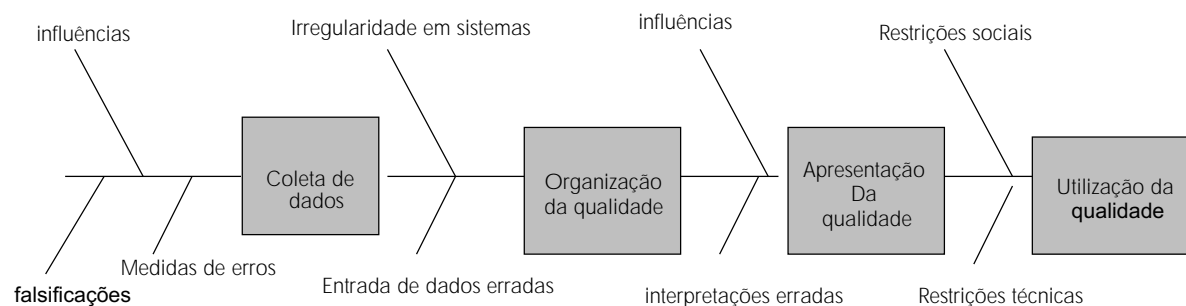 influências
Irregularidade em sistemas
influências
Restrições sociais
Coleta de
dados
Organização
da qualidade
Apresentação
Da
qualidade
Utilização da
qualidade
falsificações
Medidas de erros
Entrada de dados erradas
interpretações erradas
Restrições técnicas